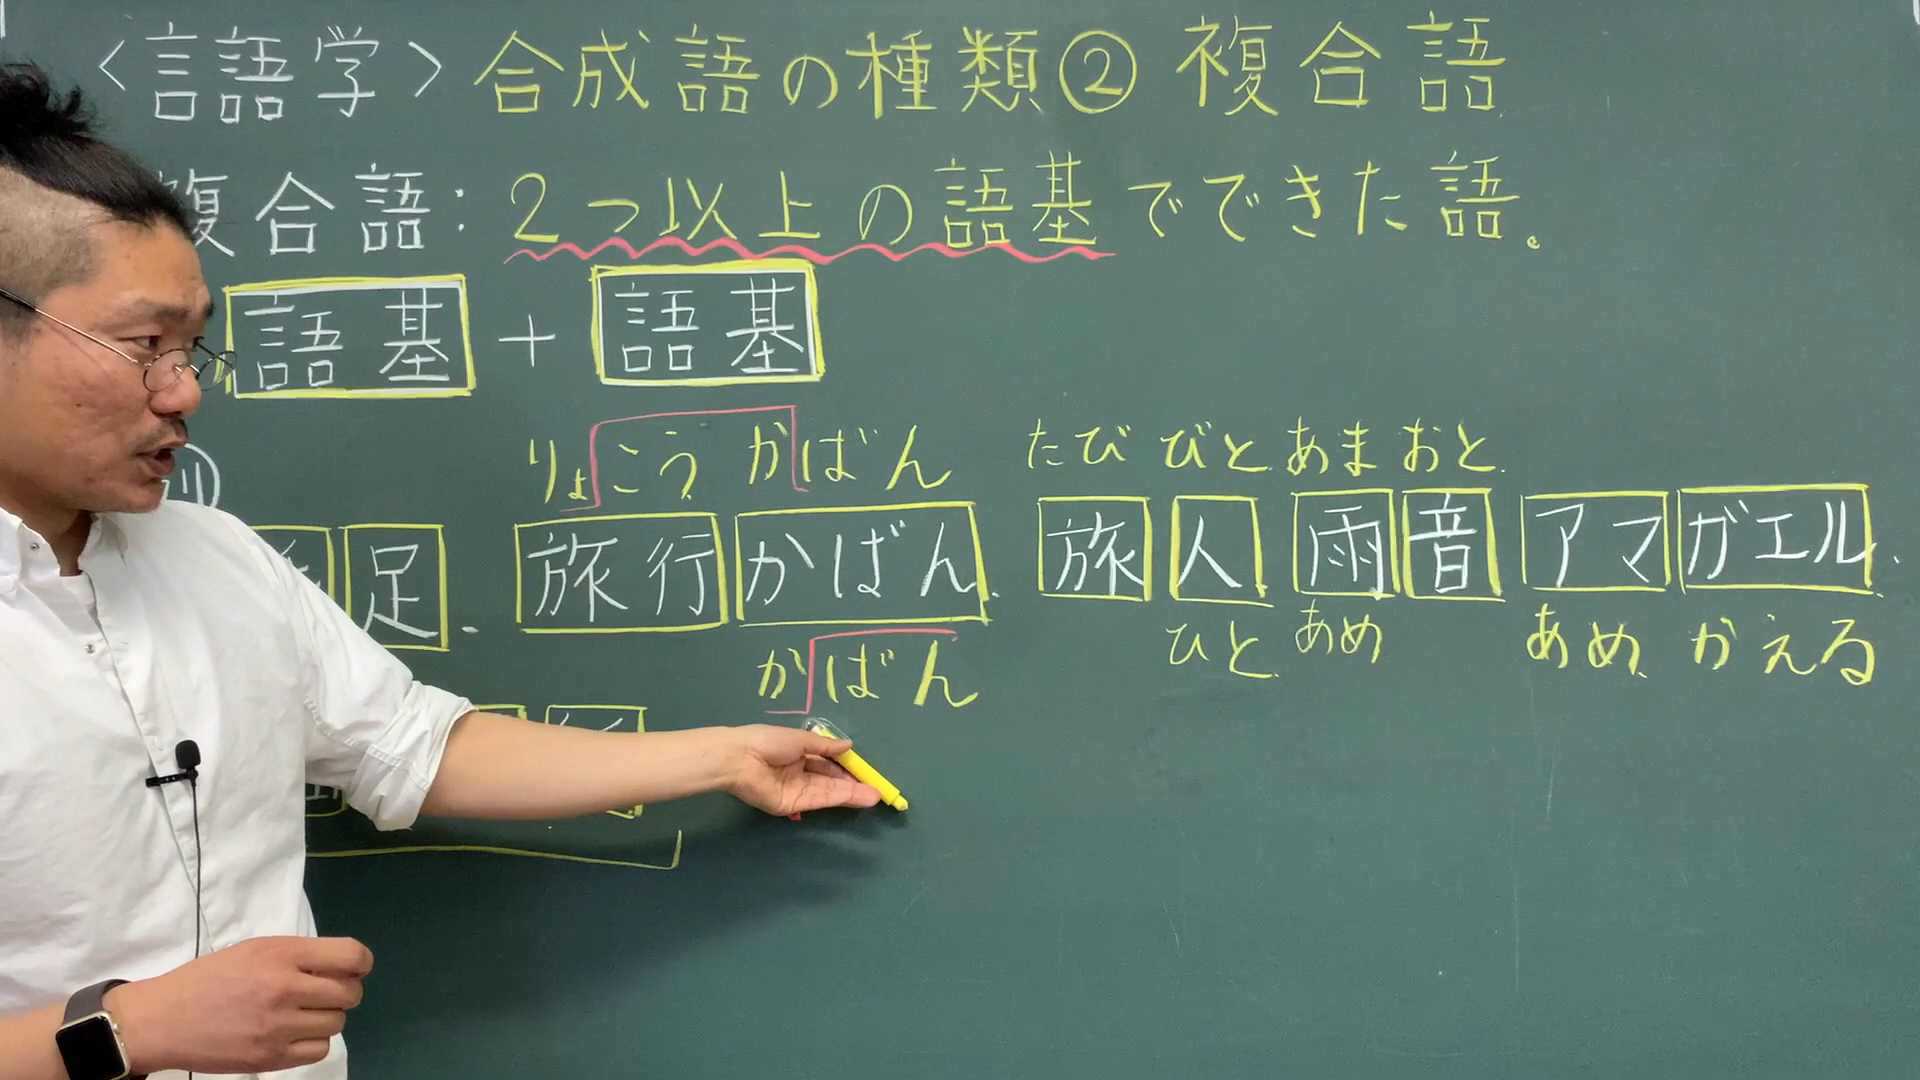 <言語学> 合成語の種類② 複合語
複合語: 2つ以上の語基でできた語。
語基 + 語基
りょこう かばん たび びと あま おと
足. 旅行 かばん. 旅 人 雨 音 アマ ガエル.
かばん ひと あめ あめ かえる